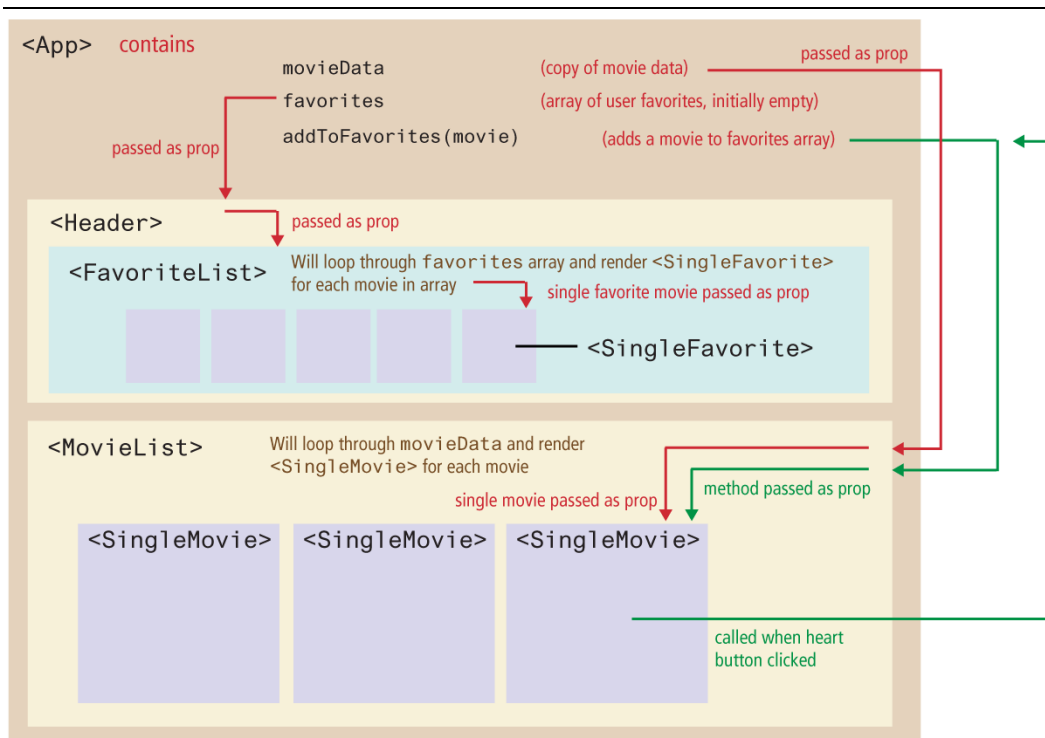 <App> contains
movieData (copy of movie data) passed as prop
favorites (array of user favorites, initially empty)
addToFavorites(movie) (adds a movie to favorites array)
passed as prop
<Header>
passed as prop
<FavoriteList>
Will loop through favorites array and render <SingleFavorite>
for each movie in array
single favorite movie passed as prop
<SingleFavorite>
<MovieList>
Will loop through movieData and render
<SingleMovie> for each movie
single movie passed as prop
method passed as prop
<SingleMovie> <SingleMovie> <SingleMovie>
called when heart
button clicked